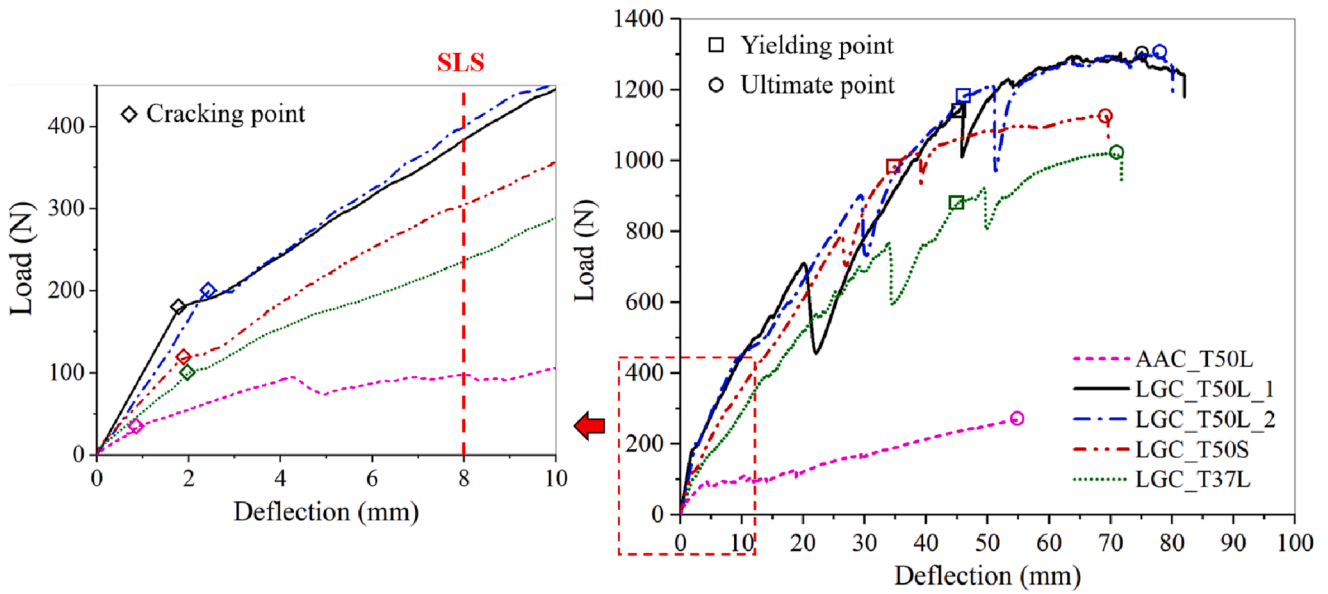 SLS
Cracking point
400
300
200
100
0
0 2 4 6 8 10
Load (N)
Deflection (mm)
Yielding point
Ultimate point
1400
1200
1000
800
600
400
200
0
0 10 20 30 40 50 60 70 80 90 100
Load (N)
Deflection (mm)
AAC_T50L
LGC_T50L_1
LGC_T50L_2
LGC_T50S
LGC_T37L